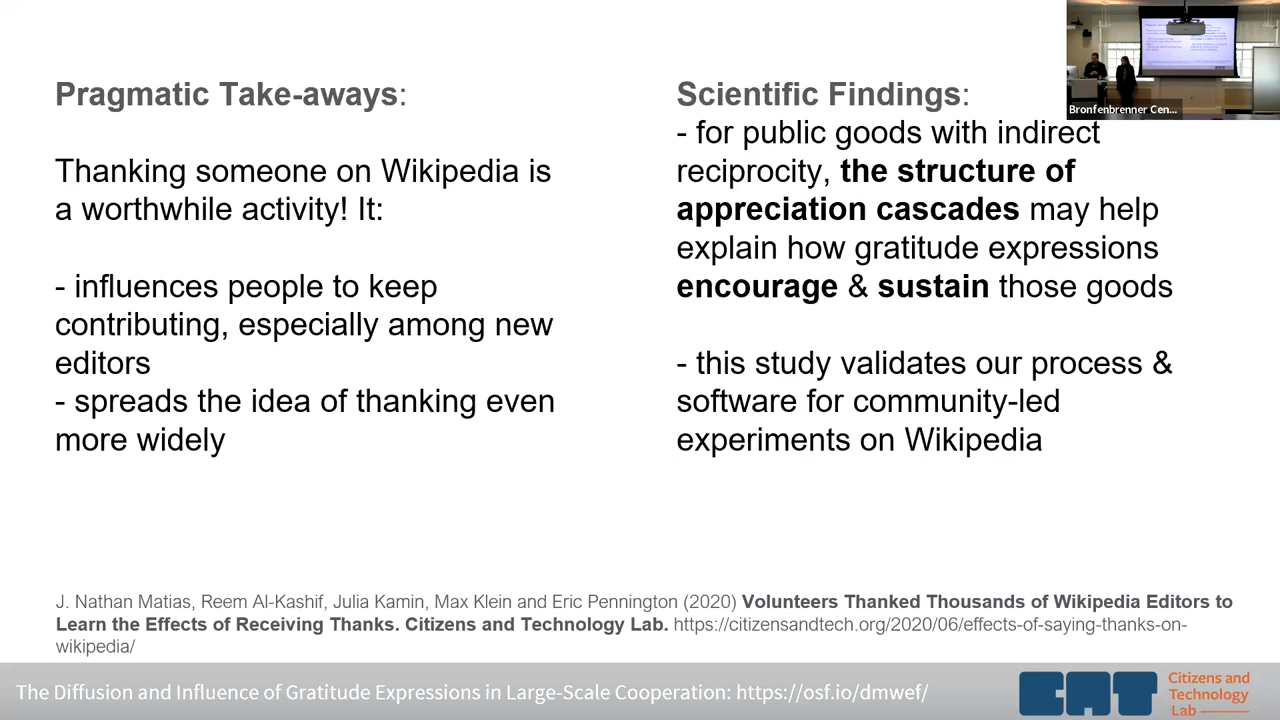 Pragmatic Take-aways:
Thanking someone on Wikipedia is
a worthwhile activity! It:
- influences people to keep
contributing, especially among new
editors
- spreads the idea of thanking even
more widely
Scientific Findings:
- for public goods with indirect
reciprocity, the structure of
appreciation cascades may help
explain how gratitude expressions
encourage & sustain those goods
- this study validates our process &
software for community-led
experiments on Wikipedia
Bronfenbrenner Cen...
J. Nathan Matias, Reem Al-Kashif, Julia Kamin, Max Klein and Eric Pennington (2020) Volunteers Thanked Thousands of Wikipedia Editors to
Learn the Effects of Receiving Thanks. Citizens and Technology Lab. https://citizensandtech.org/2020/06/effects-of-saying-thanks-on-
wikipedia/
The Diffusion and Influence of Gratitude Expressions in Large-Scale Cooperation: https://osf.io/dmwef/
CAT
Citizens and
Technology
Lab